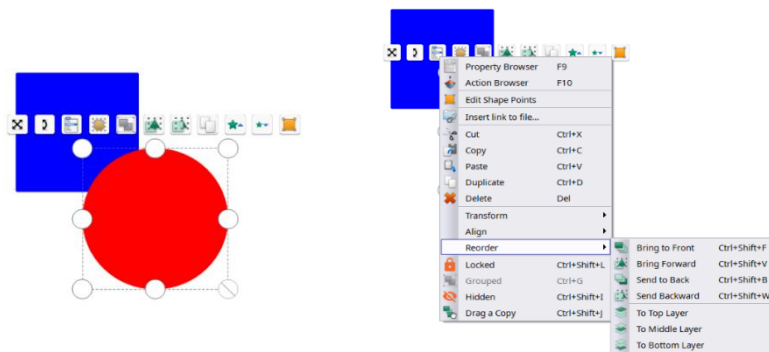 Property Browser F9
Action Browser F10
Edit Shape Points
Insert link to file...
Cut Ctrl+X
Copy Ctrl+C
Paste Ctrl+V
Duplicate Ctrl+D
Delete Del
Transform
Align
Reorder
Locked Ctrl+Shift+L
Grouped Ctrl+G
Hidden Ctrl+Shift+I
Drag a Copy Ctrl+Shift+J
Bring to Front Ctrl+Shift+F
Bring Forward Ctrl+Shift+V
Send to Back Ctrl+Shift+B
Send Backward Ctrl+Shift+W
To Top Layer
To Middle Layer
To Bottom Layer